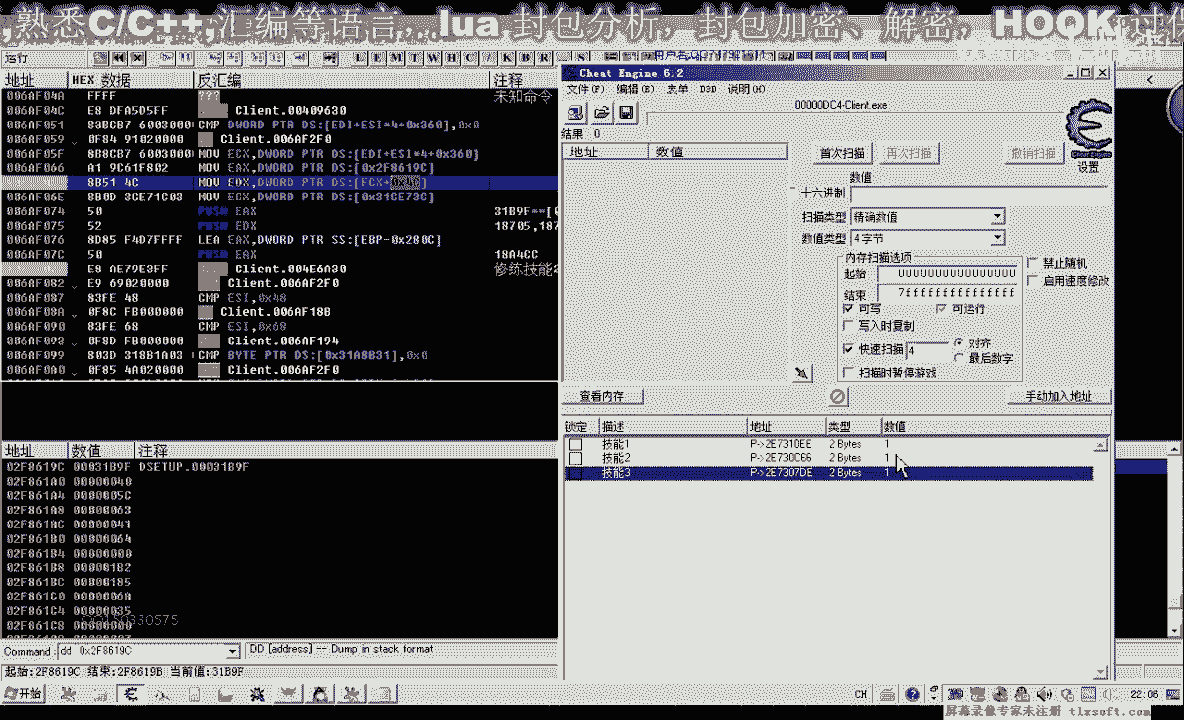 ,熟悉C/C++ 汇编等语言 lua 封包分析，封包加密、解密， HOOK
运行
L E M T W H C / K B R
地址 HEX 数据 反汇编 注释
006AF04A FFFF ??? 未知命令
006AF04C E8 DFA5D5FF Client.00409630
006AF051 83BCB7 6003000 CMP DWORD PTR DS:[EDI+ESI*4+0x360],0x0
006AF059 0F84 91020000 Client.006AF2F0
006AF05F 8B8CB7 6003000 MOV ECX,DWORD PTR DS:[EDI+ESI*4+0x360]
006AF066 A1 9C61F802 MOV EAX,DWORD PTR DS:[0x2F8619C]
8B51 4C MOV EDX,DWORD PTR DS:[ECX+
006AF06E 8B0D 3CE71C03 MOV ECX,DWORD PTR DS:[0x31CE73C]
006AF074 50 PUSH EAX
006AF075 52 PUSH EDX 18705,187
006AF076 8D85 F4D7FFFF LEA EAX,DWORD PTR SS:[EBP-0x280C]
006AF07C 50 PUSH EAX 18A4CC
E8 AE79E3FF Client.004E6A30 修炼技能
006AF082 E9 69020000 Client.006AF2F0
006AF087 83FE 48 CMP ESI,0x48
006AF08A 0F8C FB000000 Client.006AF18B
006AF090 83FE 68 CMP ESI,0x68
006AF093 0F8D FB000000 Client.006AF194
006AF099 803D 318B1A03 CMP BYTE PTR DS:[0x31A8B31],0x0
006AF0A0 0F85 4A020000 Client.006AF2F0
地址 数值 注释
02F8619C 00031B9F DSETUP.00031B9F
02F861A0 00000040
02F861A4 0000005C
02F861A8 00000063
02F861AC 00000041
02F861B0 00000064
02F861B4 00000000
02F861B8 000001B2
02F861BC 00000185
02F861C0 00000068
02F861C4 00000035
02F861C8 00000000
Command: dd 0x2F8619C DD [address] -- Dump in stack format
起始:2F8619C 结束:2F8619B 当前值:31B9F
Cheat Engine 6.2
文件(F) 编辑(E) 表单 D3D 说明(H)
00000DC4-Client.exe
结果: 0
地址 数值
首次扫描 再次扫描 撤销扫描
Cheat Engine
设置
数值
十六进制
扫描类型 精确数值
数值类型 4字节
内存扫描选项
起始
结束 7fffffffffffffff
可写 可运行
写入时复制
快速扫描 4 对齐
最后数字
扫描时暂停游戏
禁止随机
启用速度修改
查看内存 手动加入地址
锁定 描述 地址 类型 数值
技能1 P->2E7310EE 2 Bytes 1
技能2 P->2E730C66 2 Bytes 1
技能3 P->2E7307DE 2 Bytes 1
开始 CH 22:06
屏幕录像专家未注册 tlxsoft.com